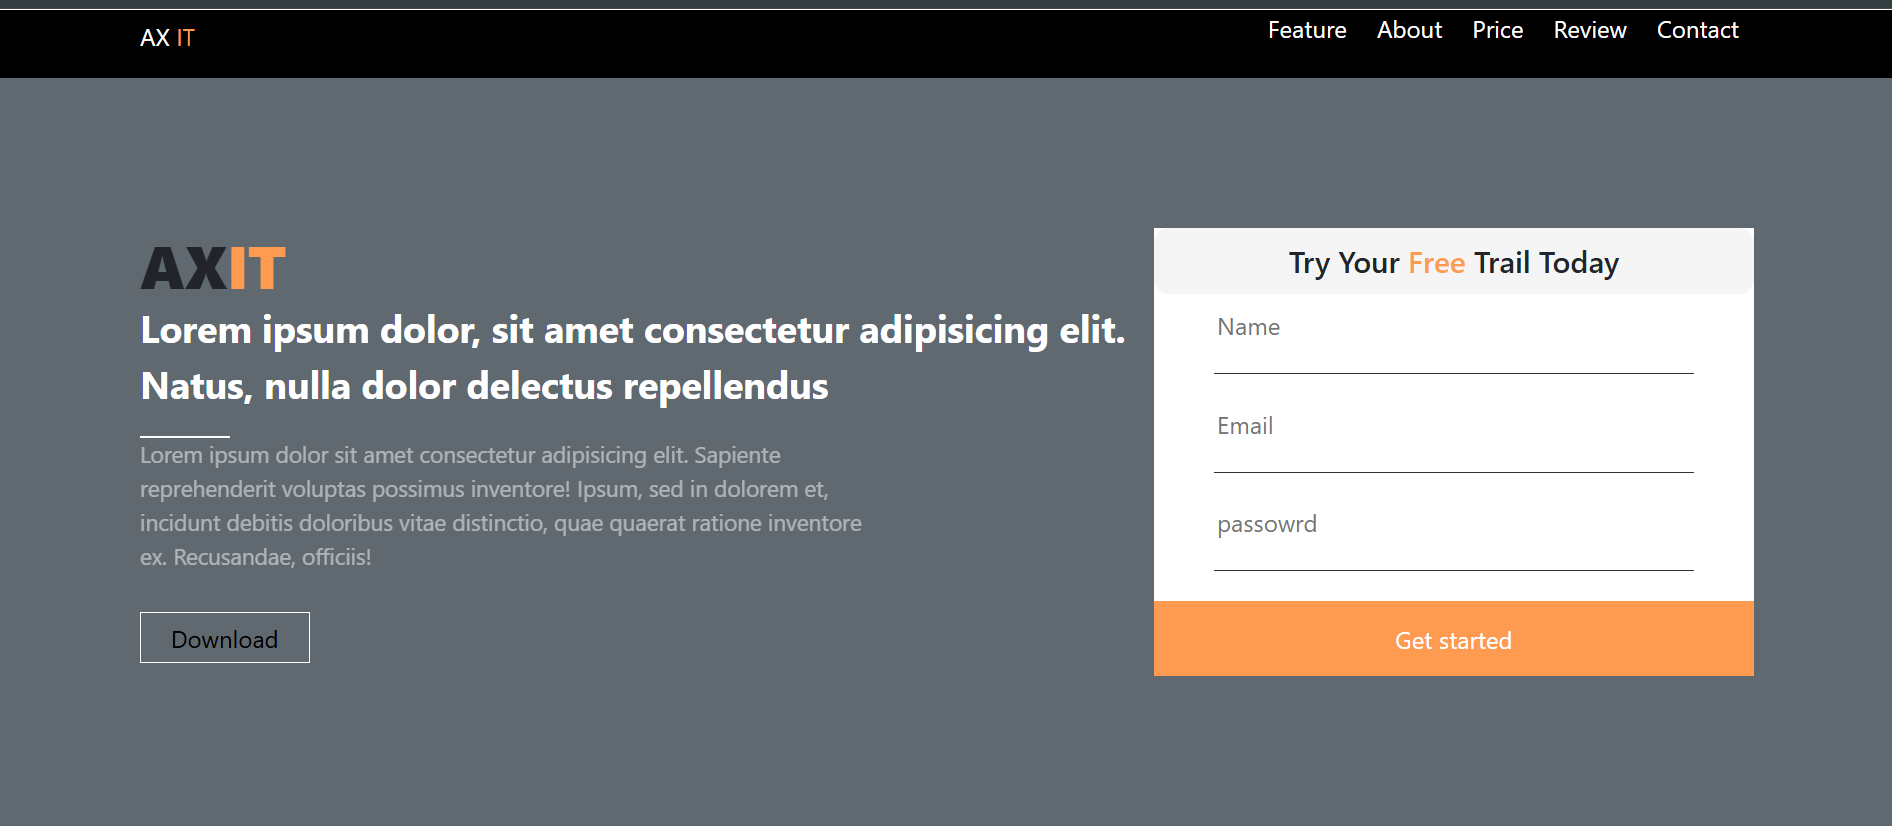 AX IT
Feature About Price Review Contact
AXIT
Lorem ipsum dolor, sit amet consectetur adipisicing elit.
Natus, nulla dolor delectus repellendus
Lorem ipsum dolor sit amet consectetur adipisicing elit. Sapiente
reprehenderit voluptas possimus inventore! Ipsum, sed in dolorem et,
incidunt debitis doloribus vitae distinctio, quae quaerat ratione inventore
ex. Recusandae, officiis!
Download
Try Your Free Trail Today
Name
Email
passowrd
Get started